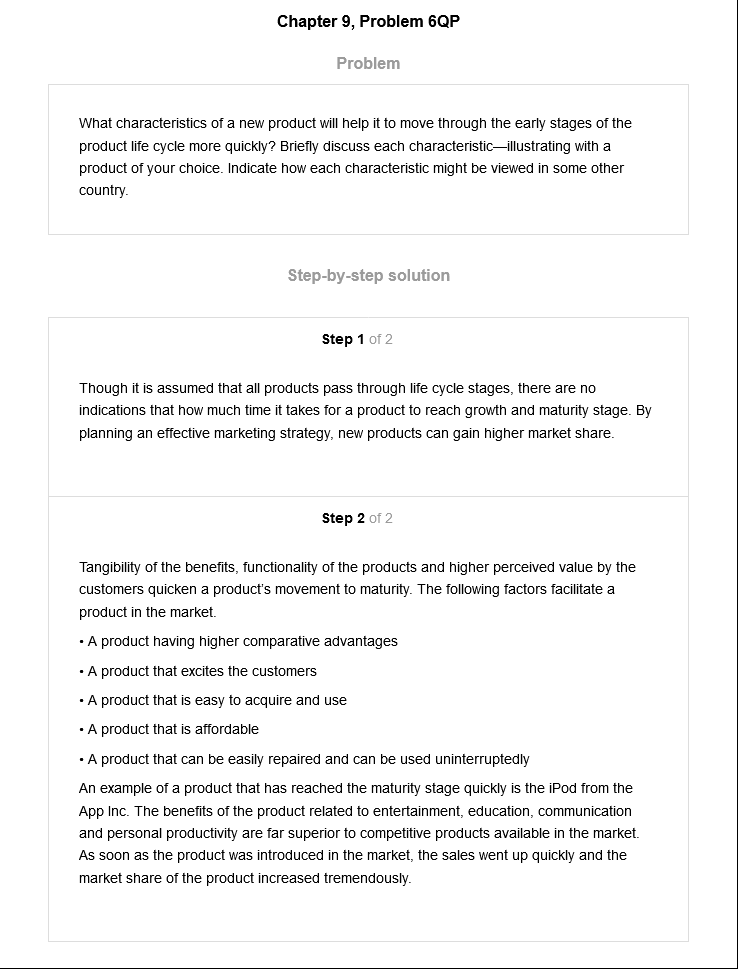 Chapter 9, Problem 6QP
Problem
What characteristics of a new product will help it to move through the early stages of the
product life cycle more quickly? Briefly discuss each characteristic—illustrating with a
product of your choice. Indicate how each characteristic might be viewed in some other
country.
Step-by-step solution
Step 1 of 2
Though it is assumed that all products pass through life cycle stages, there are no
indications that how much time it takes for a product to reach growth and maturity stage. By
planning an effective marketing strategy, new products can gain higher market share.
Step 2 of 2
Tangibility of the benefits, functionality of the products and higher perceived value by the
customers quicken a product's movement to maturity. The following factors facilitate a
product in the market.
• A product having higher comparative advantages
• A product that excites the customers
• A product that is easy to acquire and use
• A product that is affordable
• A product that can be easily repaired and can be used uninterruptedly
An example of a product that has reached the maturity stage quickly is the iPod from the
App Inc. The benefits of the product related to entertainment, education, communication
and personal productivity are far superior to competitive products available in the market.
As soon as the product was introduced in the market, the sales went up quickly and the
market share of the product increased tremendously.